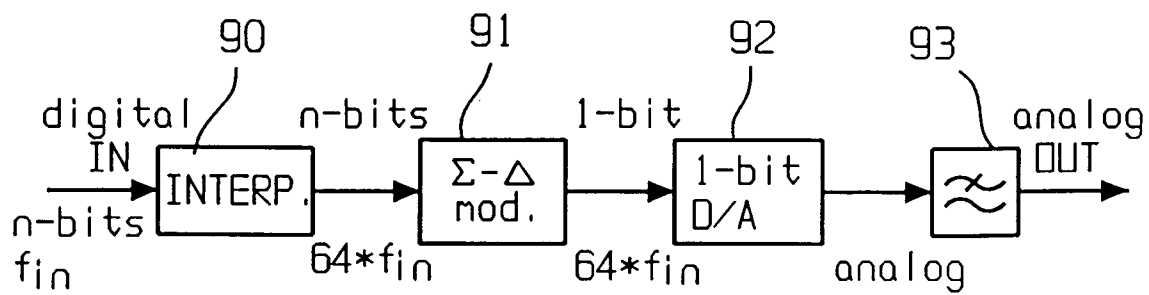 90
91
92
93
digital
IN
n-bits
1-bit
analog
OUT
INTERP.
Σ-Δ
mod.
1-bit
D/A
n-bits
fin
64*fin
64*fin
analog